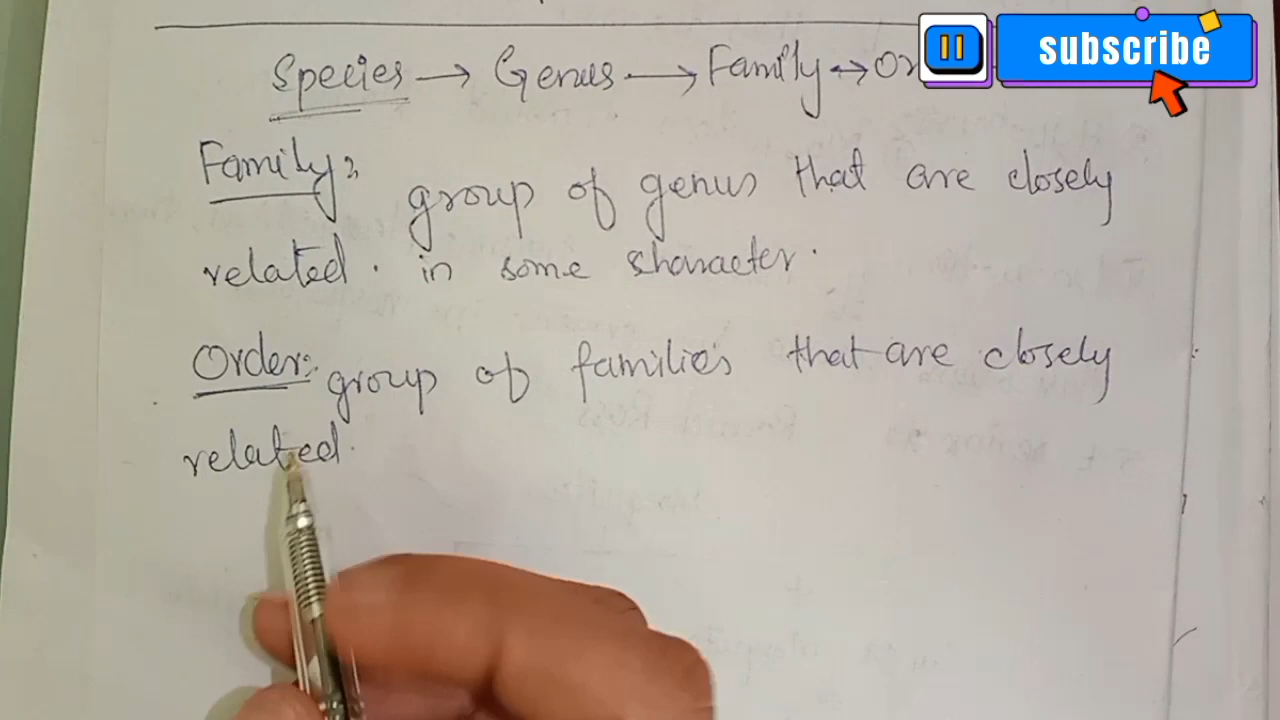 Species → Genus → Family ↔ Or
subscribe
Family: group of genus that are closely
related. in some character.
Order: group of families that are closely
related.